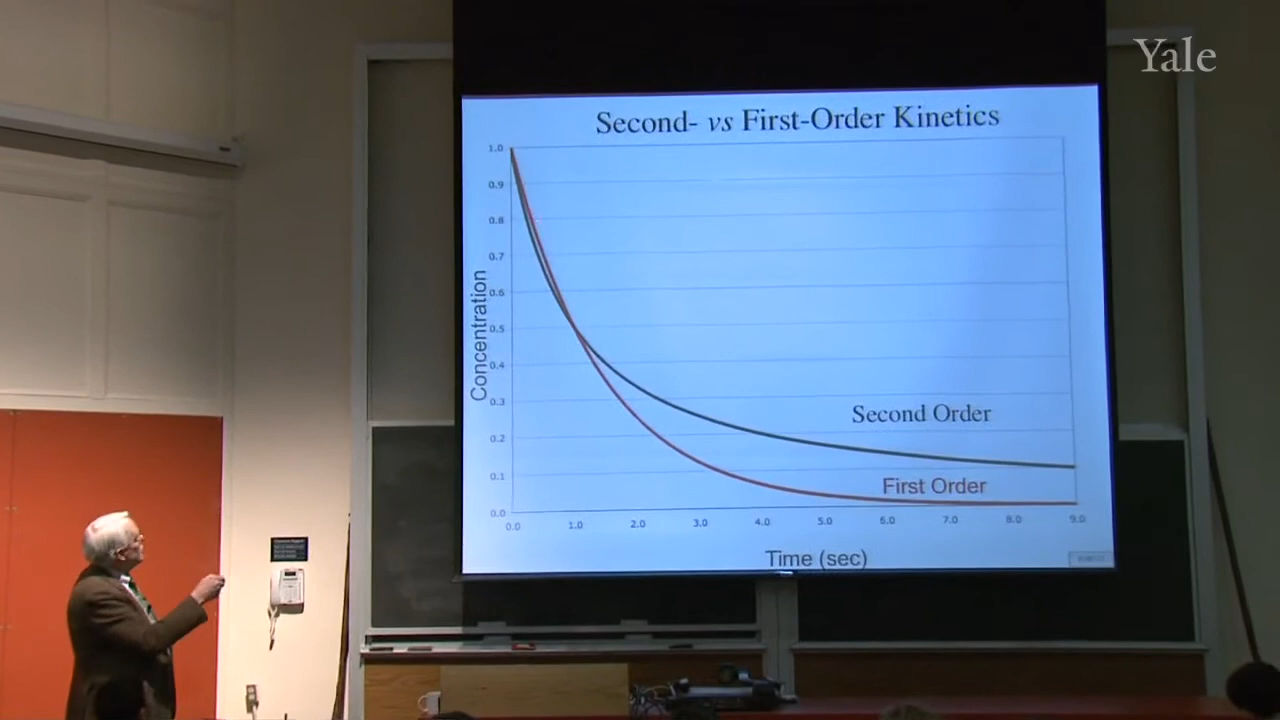 Yale
Second- vs First-Order Kinetics
1.0
0.9
0.8
0.7
0.6
0.5
0.4
0.3
0.2
0.1
0.0
Concentration
Second Order
First Order
0.0 1.0 2.0 3.0 4.0 5.0 6.0 7.0 8.0 9.0
Time (sec)